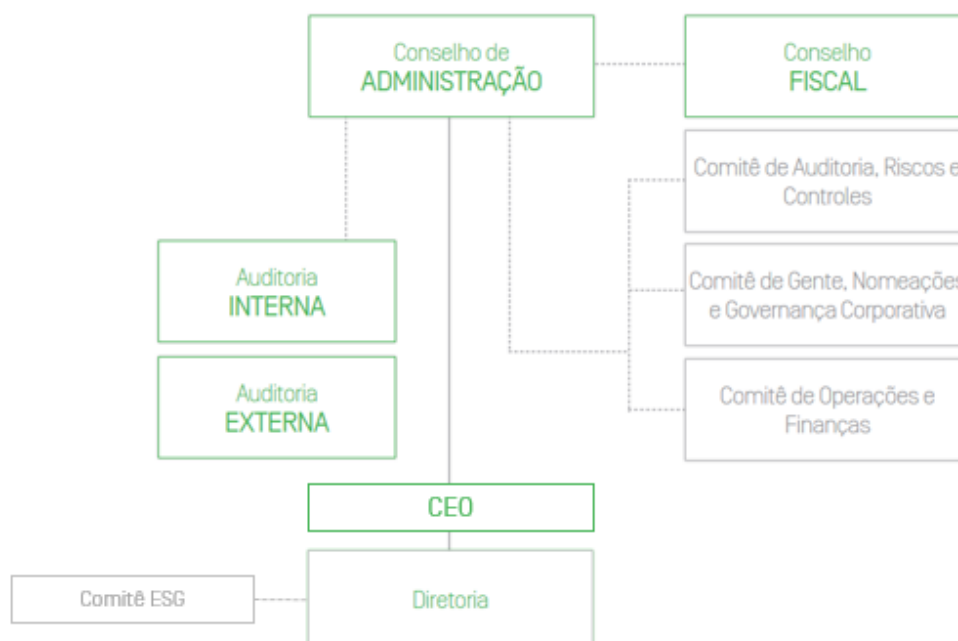 Conselho de
ADMINISTRAÇÃO
Conselho
FISCAL
Comitê de Auditoria, Riscos e
Controles
Comitê de Gente, Nomeações
e Governança Corporativa
Comitê de Operações e
Finanças
Auditoria
INTERNA
Auditoria
EXTERNA
CEO
Comitê ESG
Diretoria